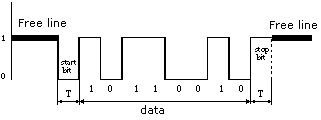 Free line
Free line
1
start
bit
stop
bit
0
1 0 1 1 0 0 1 0
T
T
data